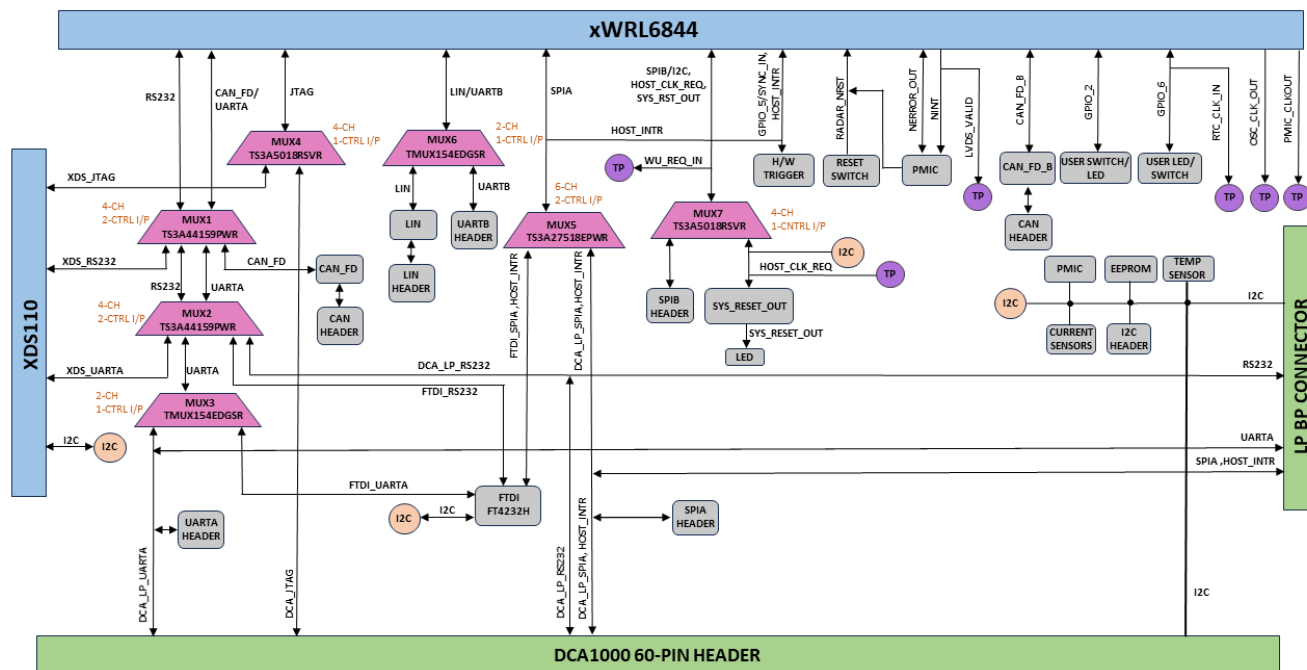 xWRL6844
RS232
CAN_FD/
UARTA
JTAG
LIN/UARTB
SPIA
SPIB/I2C,
HOST_CLK_REQ,
SYS_RST_OUT
GPIO_5/SYNC_IN,
HOST_INTR
RADAR_NRST
NERROR_OUT
NINT
LVDS_VALID
CAN_FD_B
GPIO_2
GPIO_6
RTC_CLK_IN
OSC_CLK_OUT
PMIC_CLKOUT
4-CH
1-CTRL I/P
MUX4
TS3A5018RSVR
MUX6
TMUX154EDGSR
2-CH
1-CTRL I/P
HOST_INTR
TP
WU_REQ_IN
H/W
TRIGGER
RESET
SWITCH
PMIC
TP
CAN_FD_B
USER SWITCH/
LED
USER LED/
SWITCH
TP
TP
TP
XDS110
XDS_JTAG
4-CH
2-CTRL I/P
MUX1
TS3A44159PWR
LIN
UARTB
LIN
UARTB
HEADER
6-CH
2-CTRL I/P
MUX5
TS3A27518EPWR
MUX7
TS3A5018RSVR
4-CH
1-CNTRL I/P
CAN
HEADER
XDS_RS232
RS232
UARTA
CAN_FD
CAN_FD
LIN
HEADER
FTDI_SPIA ,HOST_INTR
DCA_LP_SPIA,HOST_INTR
I2C
HOST_CLK_REQ
TP
PMIC
EEPROM
TEMP
SENSOR
LP BP CONNECTOR
4-CH
2-CTRL I/P
MUX2
TS3A44159PWR
CAN
HEADER
SPIB
HEADER
SYS_RESET_OUT
SYS_RESET_OUT
LED
I2C
I2C
CURRENT
SENSORS
I2C
HEADER
XDS_UARTA
UARTA
DCA_LP_RS232
RS232
FTDI_RS232
2-CH
1-CTRL I/P
MUX3
TMUX154EDGSR
I2C
I2C
UARTA
SPIA ,HOST_INTR
FTDI_UARTA
FTDI
FT4232H
I2C
I2C
UARTA
HEADER
SPIA
HEADER
DCA_LP_UARTA
DCA_JTAG
DCA_LP_RS232
DCA_LP_SPIA, HOST_INTR
I2C
DCA1000 60-PIN HEADER